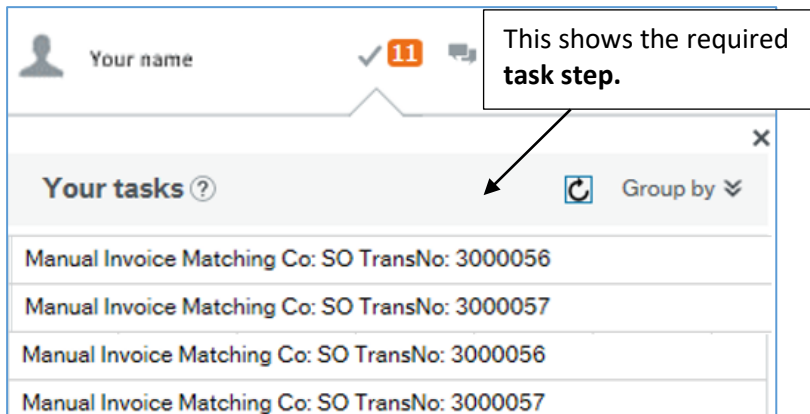 Your name
11
This shows the required
task step.
Your tasks ?
Group by
Manual Invoice Matching Co: SO TransNo: 3000056
Manual Invoice Matching Co: SO TransNo: 3000057
Manual Invoice Matching Co: SO TransNo: 3000056
Manual Invoice Matching Co: SO TransNo: 3000057